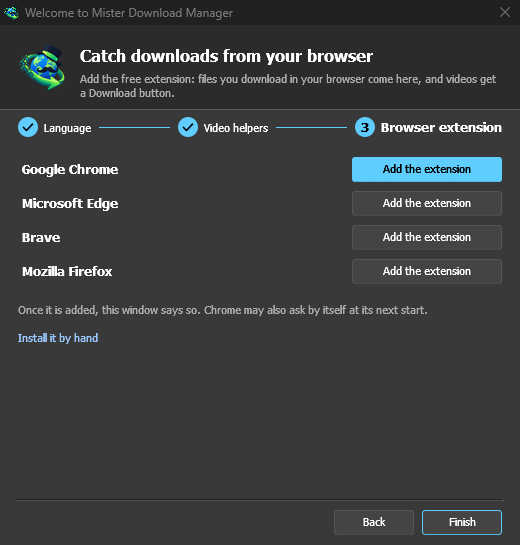 Welcome to Mister Download Manager
Catch downloads from your browser
Add the free extension: files you download in your browser come here, and videos get
a Download button.
Language
Video helpers
3 Browser extension
Google Chrome
Add the extension
Microsoft Edge
Add the extension
Brave
Add the extension
Mozilla Firefox
Add the extension
Once it is added, this window says so. Chrome may also ask by itself at its next start.
Install it by hand
Back
Finish